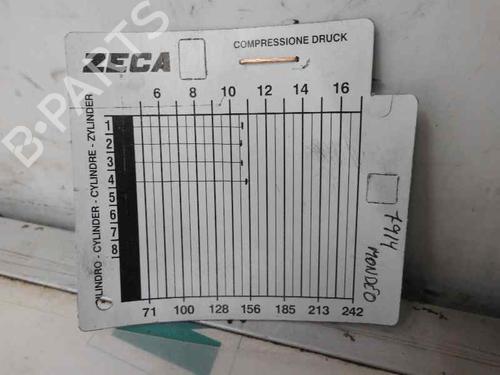 ZECA
COMPRESSIONE DRUCK
6 8 10 12 14 16
CILINDRO - CYLINDER - CYLINDRE - ZYLINDER
1
2
3
4
5
6
7
8
71 100 128 156 185 213 242
7914
MONDEO
B-PARTS